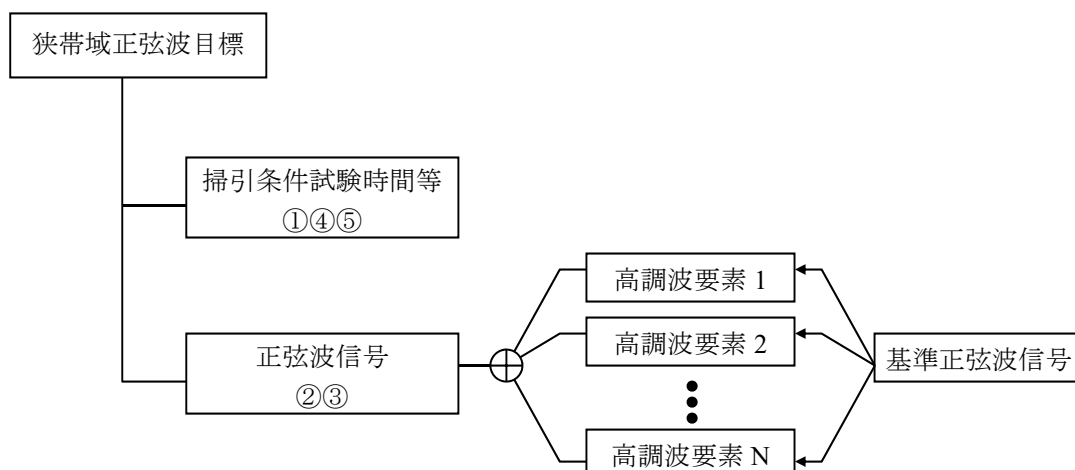 狭帯域正弦波目標
掃引条件試験時間等
①④⑤
高調波要素 1
正弦波信号
②③
高調波要素 2
基準正弦波信号
高調波要素 N